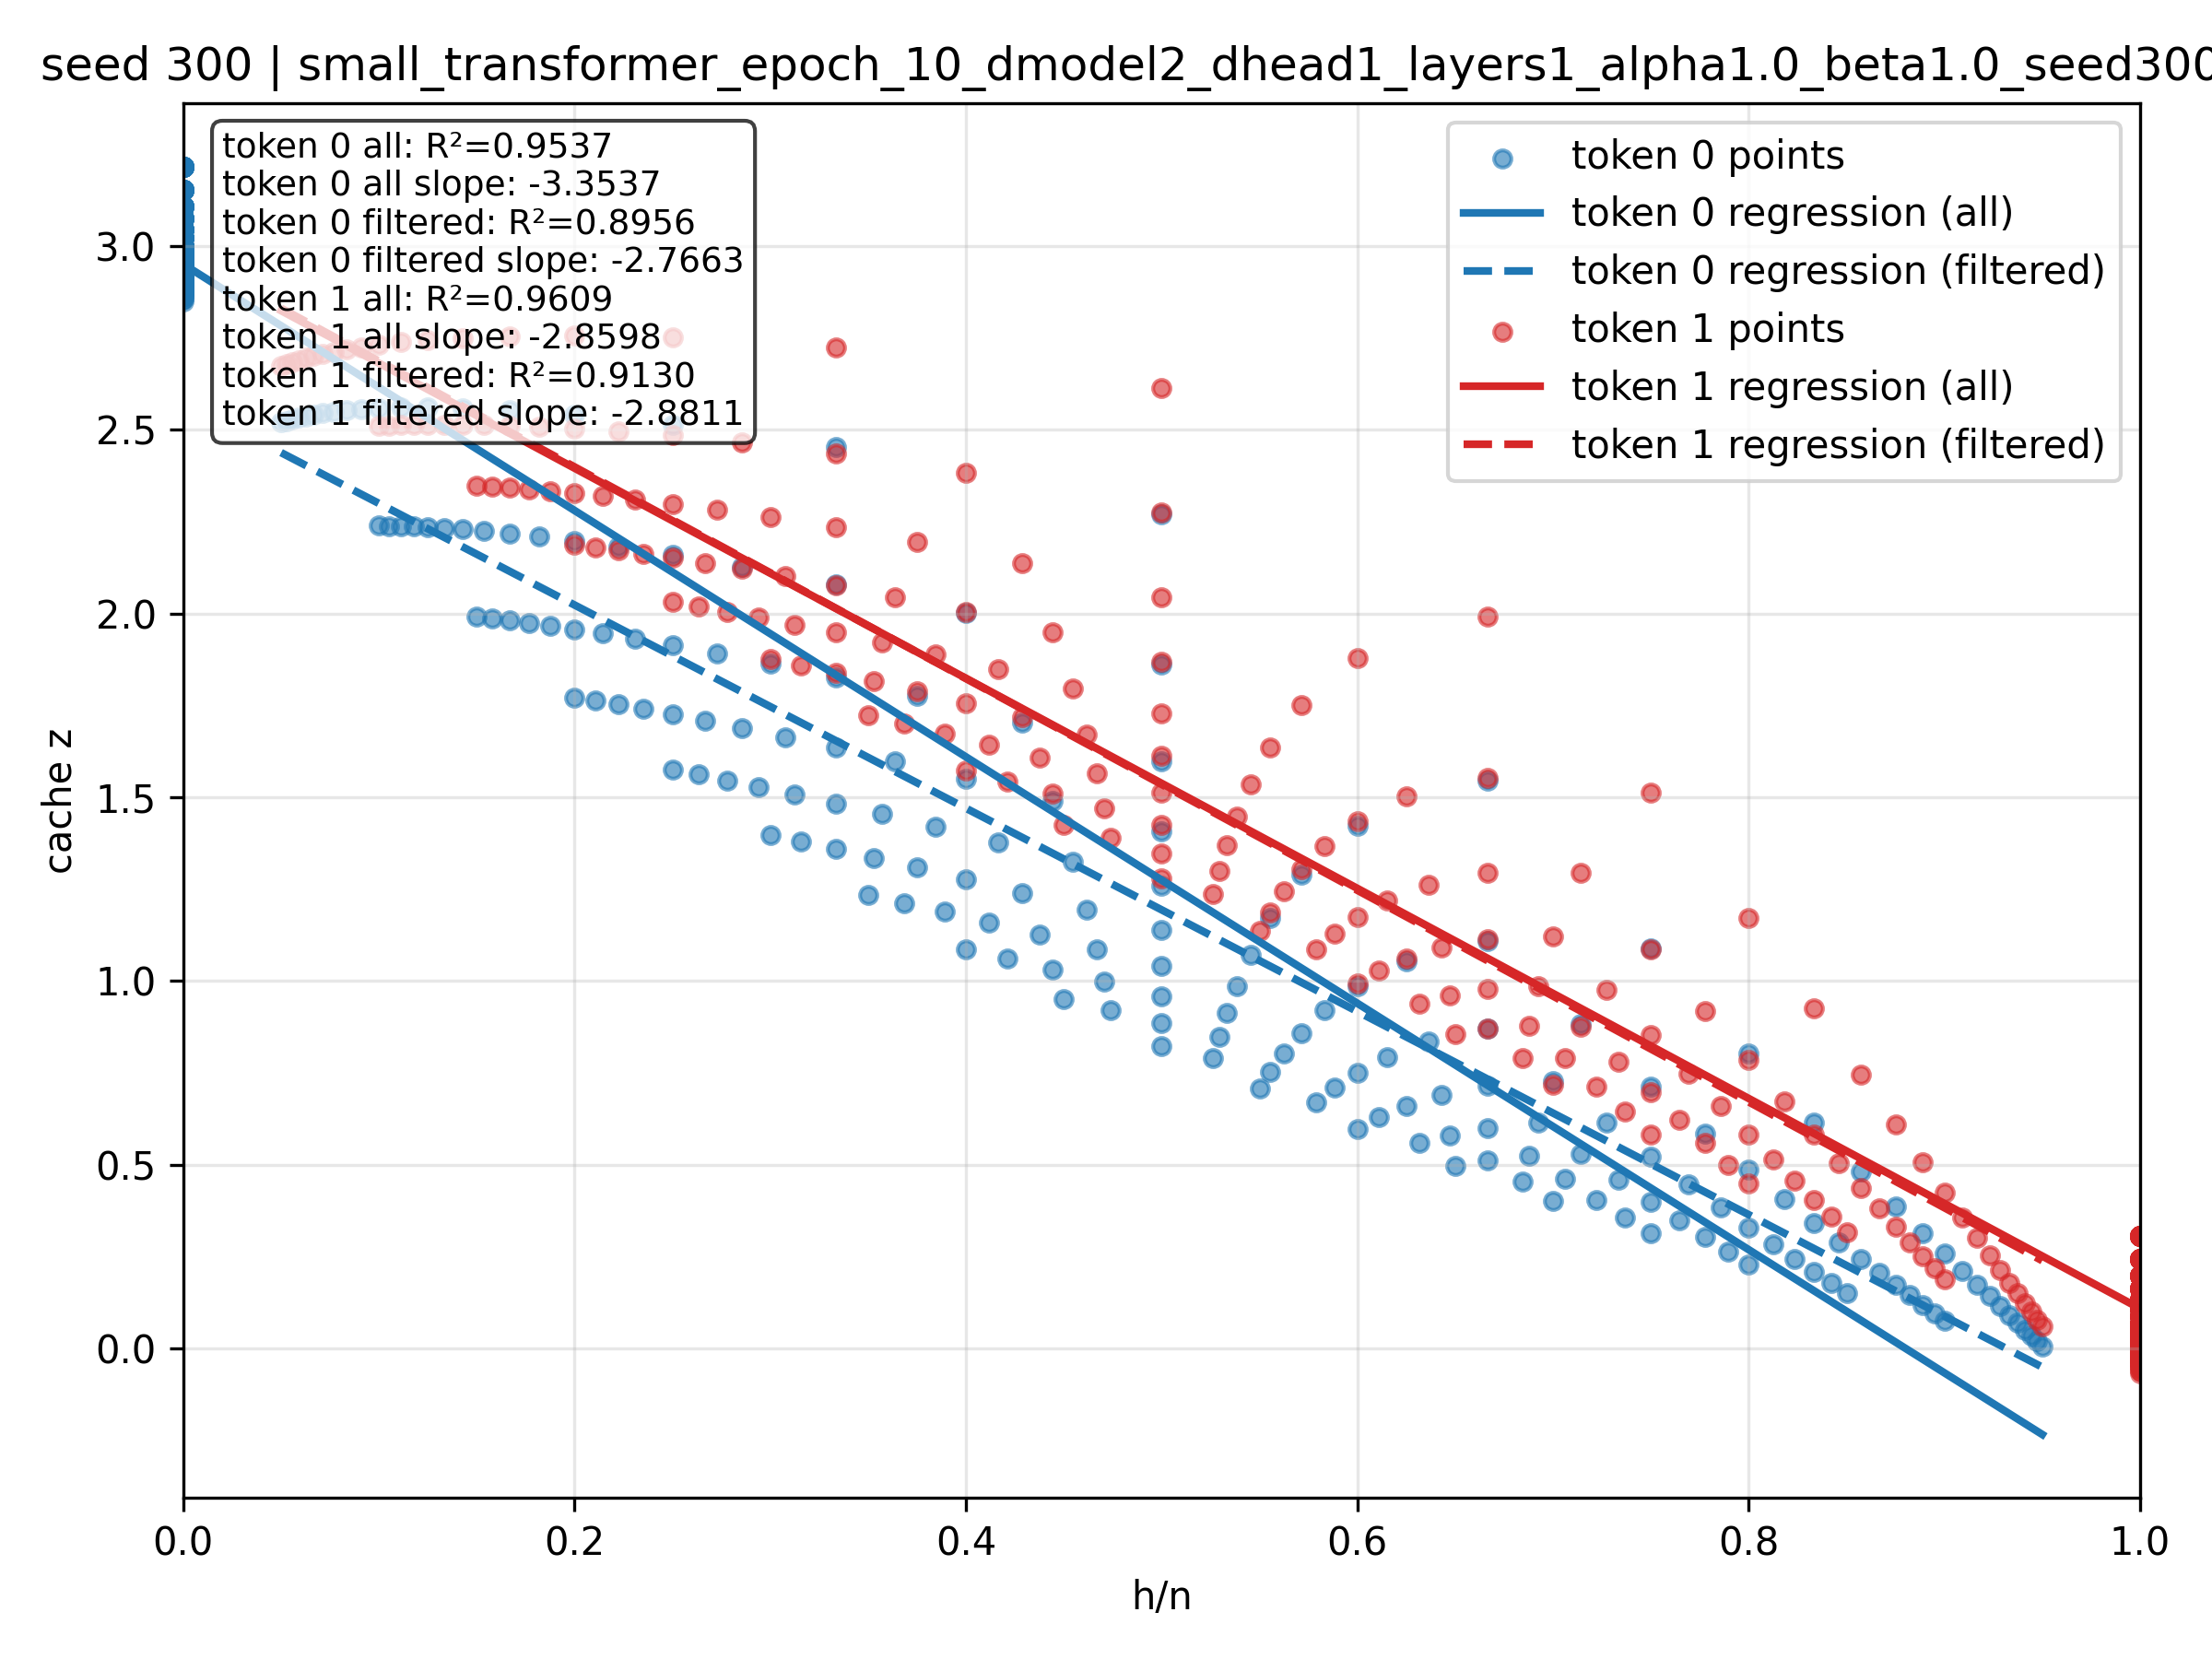 seed 300 | small_transformer_epoch_10_dmodel2_dhead1_layers1_alpha1.0_beta1.0_seed300
token 0 all: R²=0.9537
token 0 all slope: -3.3537
token 0 filtered: R²=0.8956
token 0 filtered slope: -2.7663
token 1 all: R²=0.9609
token 1 all slope: -2.8598
token 1 filtered: R²=0.9130
token 1 filtered slope: -2.8811
token 0 points
token 0 regression (all)
token 0 regression (filtered)
token 1 points
token 1 regression (all)
token 1 regression (filtered)
3.0
2.5
2.0
1.5
1.0
0.5
0.0
cache z
0.0 0.2 0.4 0.6 0.8 1.0
h/n